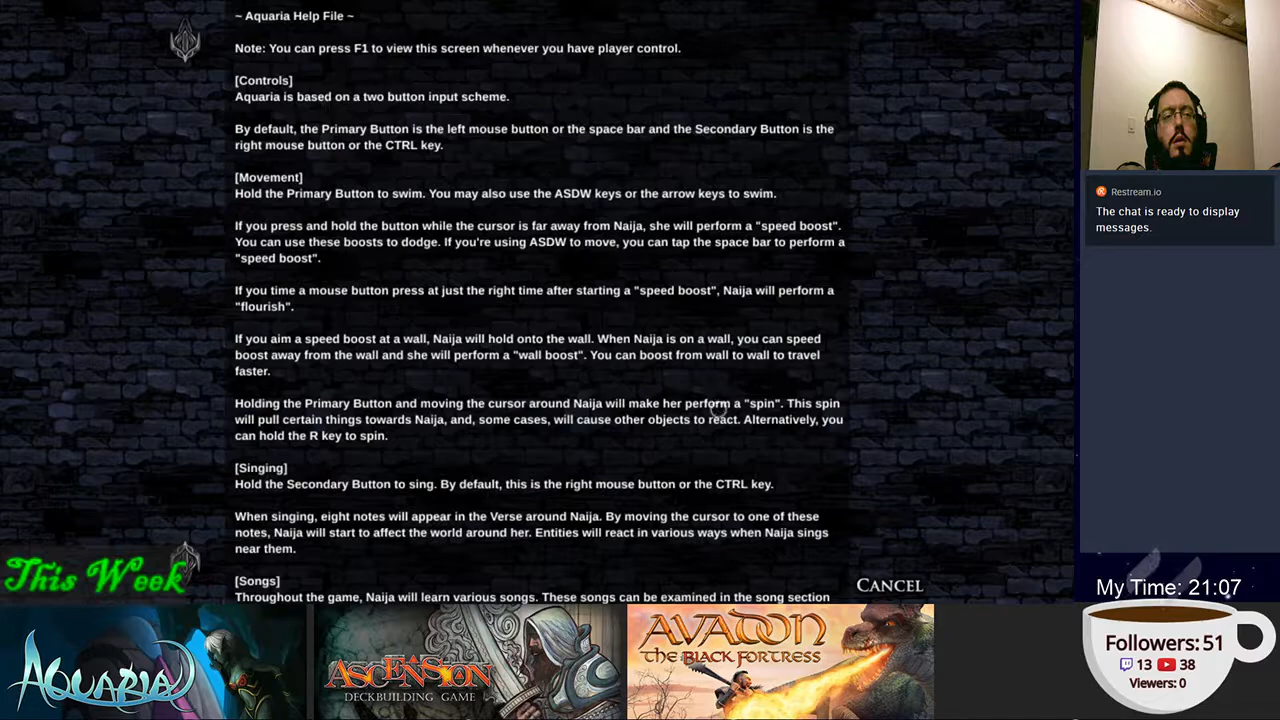 ~ Aquaria Help File ~
Note: You can press F1 to view this screen whenever you have player control.
[Controls]
Aquaria is based on a two button input scheme.
By default, the Primary Button is the left mouse button or the space bar and the Secondary Button is the
right mouse button or the CTRL key.
[Movement]
Hold the Primary Button to swim. You may also use the ASDW keys or the arrow keys to swim.
If you press and hold the button while the cursor is far away from Naija, she will perform a "speed boost".
You can use these boosts to dodge. If you're using ASDW to move, you can tap the space bar to perform a
"speed boost".
If you time a mouse button press at just the right time after starting a "speed boost", Naija will perform a
"flourish".
If you aim a speed boost at a wall, Naija will hold onto the wall. When Naija is on a wall, you can speed
boost away from the wall and she will perform a "wall boost". You can boost from wall to wall to travel
faster.
Holding the Primary Button and moving the cursor around Naija will make her perform a "spin". This spin
will pull certain things towards Naija, and, some cases, will cause other objects to react. Alternatively, you
can hold the R key to spin.
[Singing]
Hold the Secondary Button to sing. By default, this is the right mouse button or the CTRL key.
When singing, eight notes will appear in the Verse around Naija. By moving the cursor to one of these
notes, Naija will start to affect the world around her. Entities will react in various ways when Naija sings
near them.
[Songs]
Throughout the game, Naija will learn various songs. These songs can be examined in the song section
CANCEL
Restream.io
The chat is ready to display
messages.
This Week
AQUARIA
ASCENSION
DECKBUILDING GAME
AVADON
THE BLACK FORTRESS
My Time: 21:07
Followers: 51
13 38
Viewers: 0